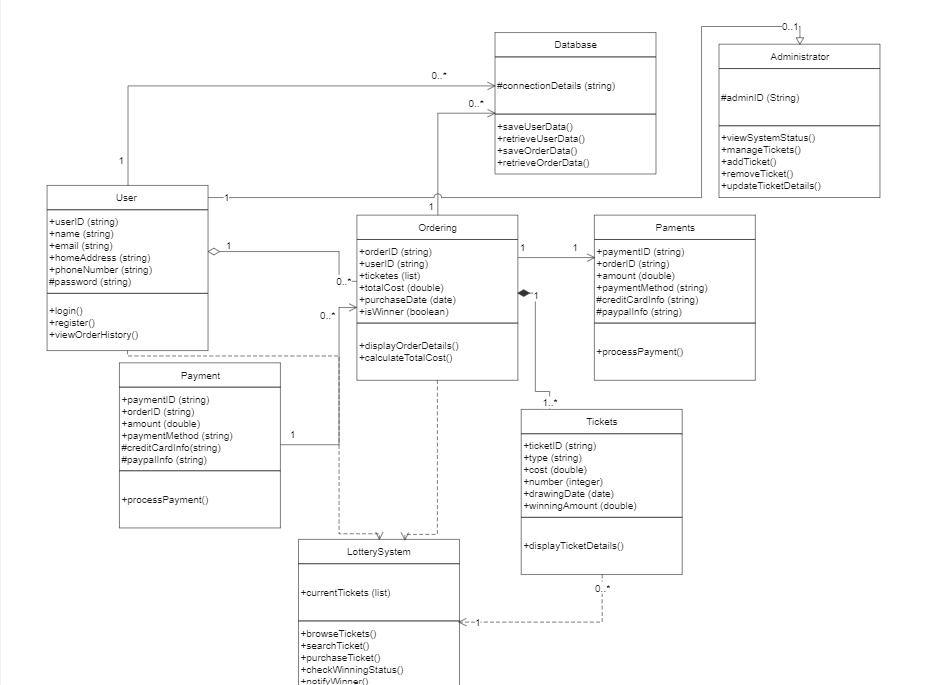 Database
#connectionDetails (string)
+saveUserData()
+retrieveUserData()
+saveOrderData()
+retrieveOrderData()
0..*
0..*
1
1
0..1
Administrator
#adminID (String)
+viewSystemStatus()
+manageTickets()
+addTicket()
+removeTicket()
+updateTicketDetails()
User
+userID (string)
+name (string)
+email (string)
+homeAddress (string)
+phoneNumber (string)
#password (string)
+login()
+register()
+viewOrderHistory()
1
1
0..*
0..*
Ordering
+orderID (string)
+userID (string)
+ticketes (list)
+totalCost (double)
+purchaseDate (date)
+isWinner (boolean)
+displayOrderDetails()
+calculateTotalCost()
1
1
1
1..*
Paments
+paymentID (string)
+orderID (string)
+amount (double)
+paymentMethod (string)
#creditCardInfo (string)
#paypalInfo (string)
+processPayment()
Payment
+paymentID (string)
+orderID (string)
+amount (double)
+paymentMethod (string)
#creditCardInfo(string)
#paypalInfo (string)
+processPayment()
1
Tickets
+ticketID (string)
+type (string)
+cost (double)
+number (integer)
+drawingDate (date)
+winningAmount (double)
+displayTicketDetails()
0..*
1
LotterySystem
+currentTickets (list)
+browseTickets()
+searchTicket()
+purchaseTicket()
+checkWinningStatus()
+notifyWinner()